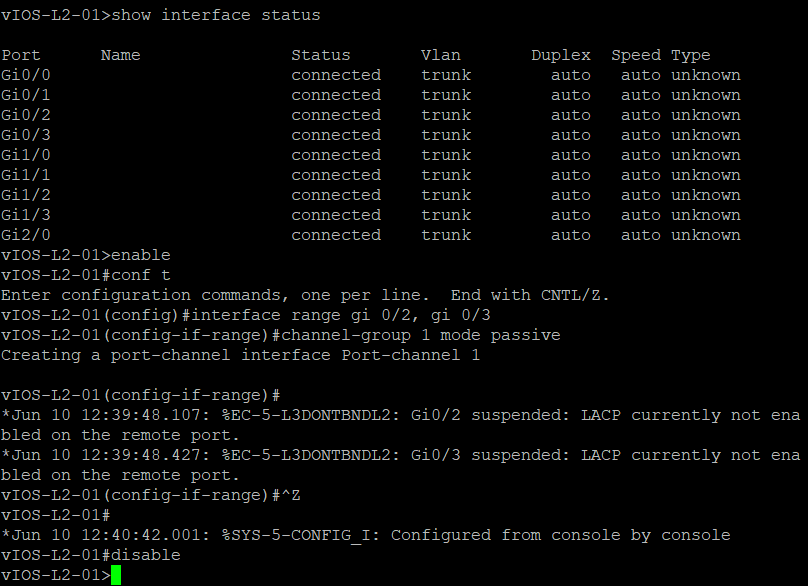 vIOS-L2-01>show interface status
Port      Name               Status       Vlan       Duplex  Speed Type
Gi0/0                        connected    trunk        auto   auto unknown
Gi0/1                        connected    trunk        auto   auto unknown
Gi0/2                        connected    trunk        auto   auto unknown
Gi0/3                        connected    trunk        auto   auto unknown
Gi1/0                        connected    trunk        auto   auto unknown
Gi1/1                        connected    trunk        auto   auto unknown
Gi1/2                        connected    trunk        auto   auto unknown
Gi1/3                        connected    trunk        auto   auto unknown
Gi2/0                        connected    trunk        auto   auto unknown
vIOS-L2-01>enable
vIOS-L2-01#conf t
Enter configuration commands, one per line.  End with CNTL/Z.
vIOS-L2-01(config)#interface range gi 0/2, gi 0/3
vIOS-L2-01(config-if-range)#channel-group 1 mode passive
Creating a port-channel interface Port-channel 1
vIOS-L2-01(config-if-range)#
*Jun 10 12:39:48.107: %EC-5-L3DONTBNDL2: Gi0/2 suspended: LACP currently not ena
bled on the remote port.
*Jun 10 12:39:48.427: %EC-5-L3DONTBNDL2: Gi0/3 suspended: LACP currently not ena
bled on the remote port.
vIOS-L2-01(config-if-range)#^Z
vIOS-L2-01#
*Jun 10 12:40:42.001: %SYS-5-CONFIG_I: Configured from console by console
vIOS-L2-01#disable
vIOS-L2-01>